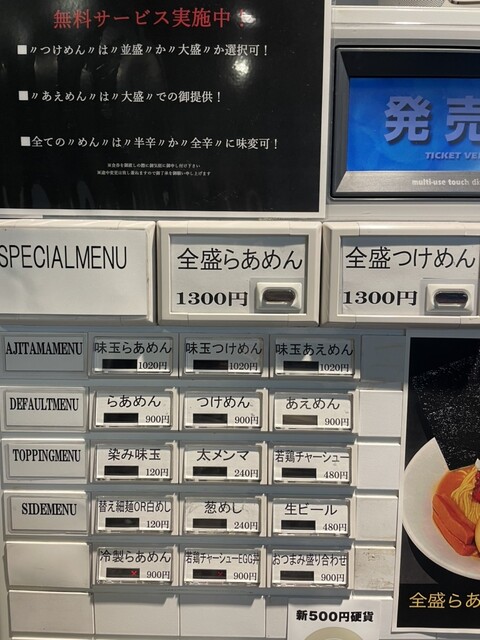 無料サービス実施中！
■〃つけめん〃は〃並盛〃か〃大盛〃か選択可！
■〃あえめん〃は〃大盛〃での御提供！
■全ての〃めん〃は〃半辛〃か〃全辛〃に味変可！
発売
TICKET VE
multi-use touch di
SPECIALMENU
全盛らあめん
1300円
全盛つけめん
1300円
AJITAMAMENU
味玉らあめん
1020円
味玉つけめん
1020円
味玉あえめん
1020円
DEFAULTMENU
らあめん
900円
つけめん
900円
あえめん
900円
TOPPINGMENU
染み味玉
120円
太メンマ
240円
若鶏チャーシュー
480円
SIDEMENU
替え細麺OR白めし
120円
葱めし
240円
生ビール
480円
冷製らあめん
900円
若鶏チャーシューEGG丼
900円
おつまみ盛り合わせ
900円
全盛らあ
新500円硬貨